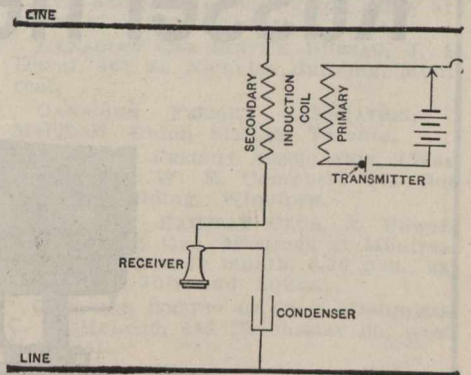 LINE
SECONDARY
INDUCTION
COIL
PRIMARY
TRANSMITTER
RECEIVER
CONDENSER
LINE